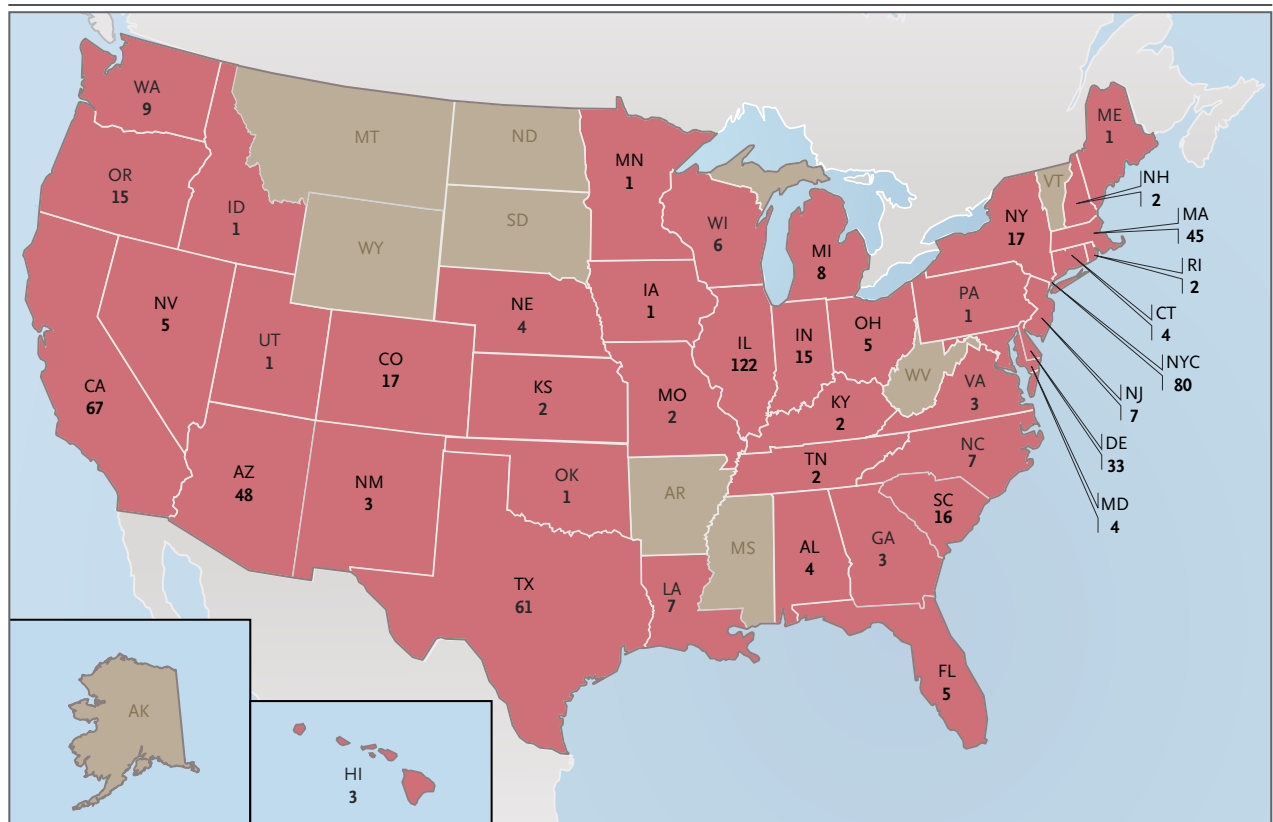 WA
9
MT
ND
MN
1
ME
1
OR
15
ID
1
WY
SD
WI
6
MI
8
NY
17
VT
NH
2
MA
45
RI
2
CT
4
NYC
80
NJ
7
DE
33
MD
4
NV
5
UT
1
CO
17
NE
4
IA
1
IL
122
IN
15
OH
5
PA
1
CA
67
KS
2
MO
2
KY
2
WV
VA
3
AZ
48
NM
3
OK
1
AR
TN
2
NC
7
SC
16
TX
61
LA
7
MS
AL
4
GA
3
FL
5
AK
HI
3